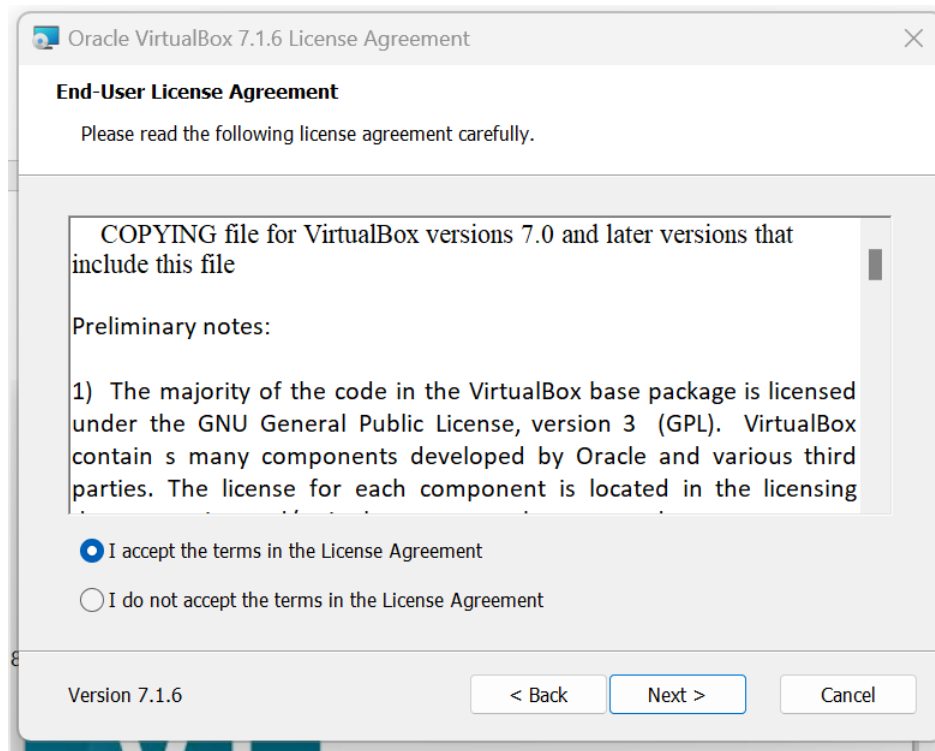 Oracle VirtualBox 7.1.6 License Agreement
End-User License Agreement
Please read the following license agreement carefully.
COPYING file for VirtualBox versions 7.0 and later versions that
include this file
Preliminary notes:
1) The majority of the code in the VirtualBox base package is licensed
under the GNU General Public License, version 3 (GPL). VirtualBox
contain s many components developed by Oracle and various third
parties. The license for each component is located in the licensing
I accept the terms in the License Agreement
I do not accept the terms in the License Agreement
Version 7.1.6
< Back
Next >
Cancel